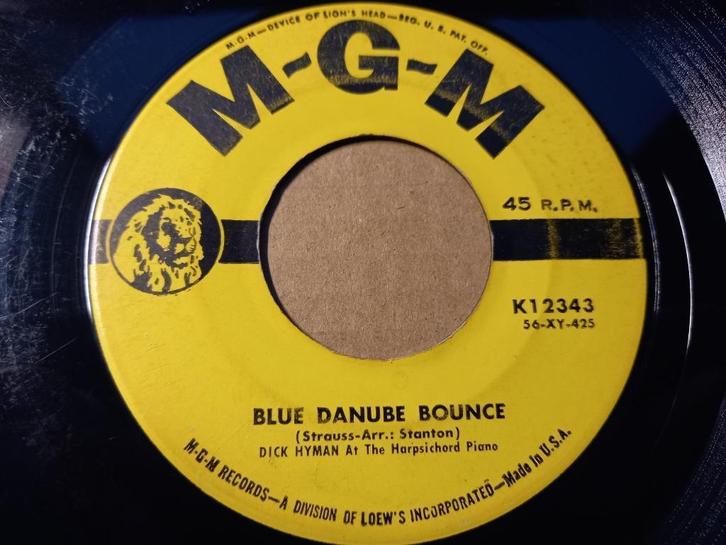 M-G-M—DEVICE OF LION'S HEAD—REG. U. S. PAT. OFF.
M-G-M
45 R.P.M.
K12343
56-XY-425
BLUE DANUBE BOUNCE
(Strauss-Arr.: Stanton)
DICK HYMAN At The Harpsichord Piano
M-G-M RECORDS—A DIVISION OF LOEW'S INCORPORATED—Made in U.S.A.